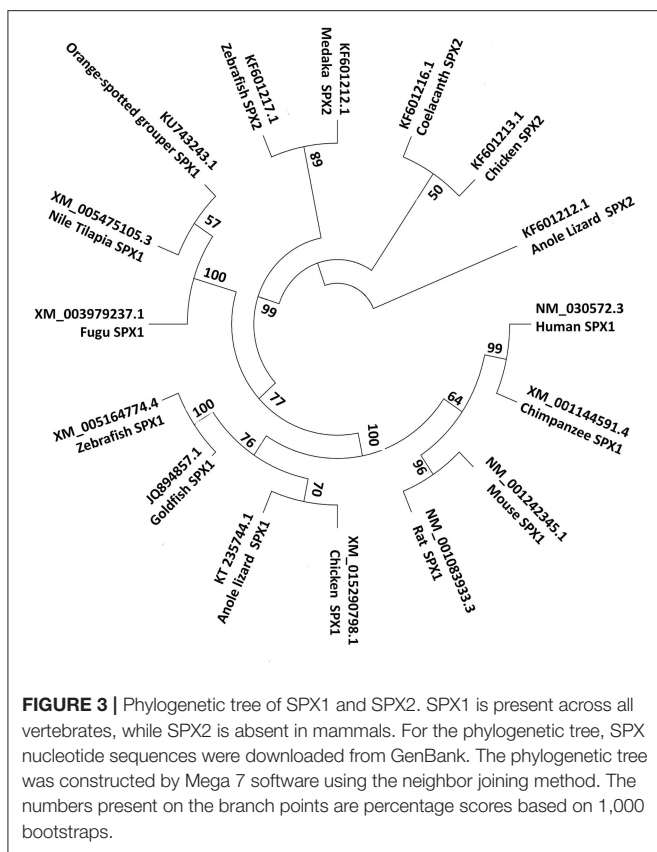 Orange-spotted grouper SPX1
KU743243.1
KF601217.1
Zebrafish SPX2
KF601212.1
Medaka SPX2
KF601216.1
Coelacanth SPX2
KF601213.1
Chicken SPX2
KF601212.1
Anole Lizard SPX2
XM_005475105.3
Nile Tilapia SPX1
XM_003979237.1
Fugu SPX1
NM_030572.3
Human SPX1
XM_001144591.4
Chimpanzee SPX1
XM_005164774.4
Zebrafish SPX1
JQ894857.1
Goldfish SPX1
KT 235744.1
Anole lizard SPX1
XM_015290798.1
Chicken SPX1
NM_001083933.3
Rat SPX1
NM_001242345.1
Mouse SPX1
89
50
57
100
99
99
77
64
100
100
76
96
70
FIGURE 3 | Phylogenetic tree of SPX1 and SPX2. SPX1 is present across all
vertebrates, while SPX2 is absent in mammals. For the phylogenetic tree, SPX
nucleotide sequences were downloaded from GenBank. The phylogenetic tree
was constructed by Mega 7 software using the neighbor joining method. The
numbers present on the branch points are percentage scores based on 1,000
bootstraps.